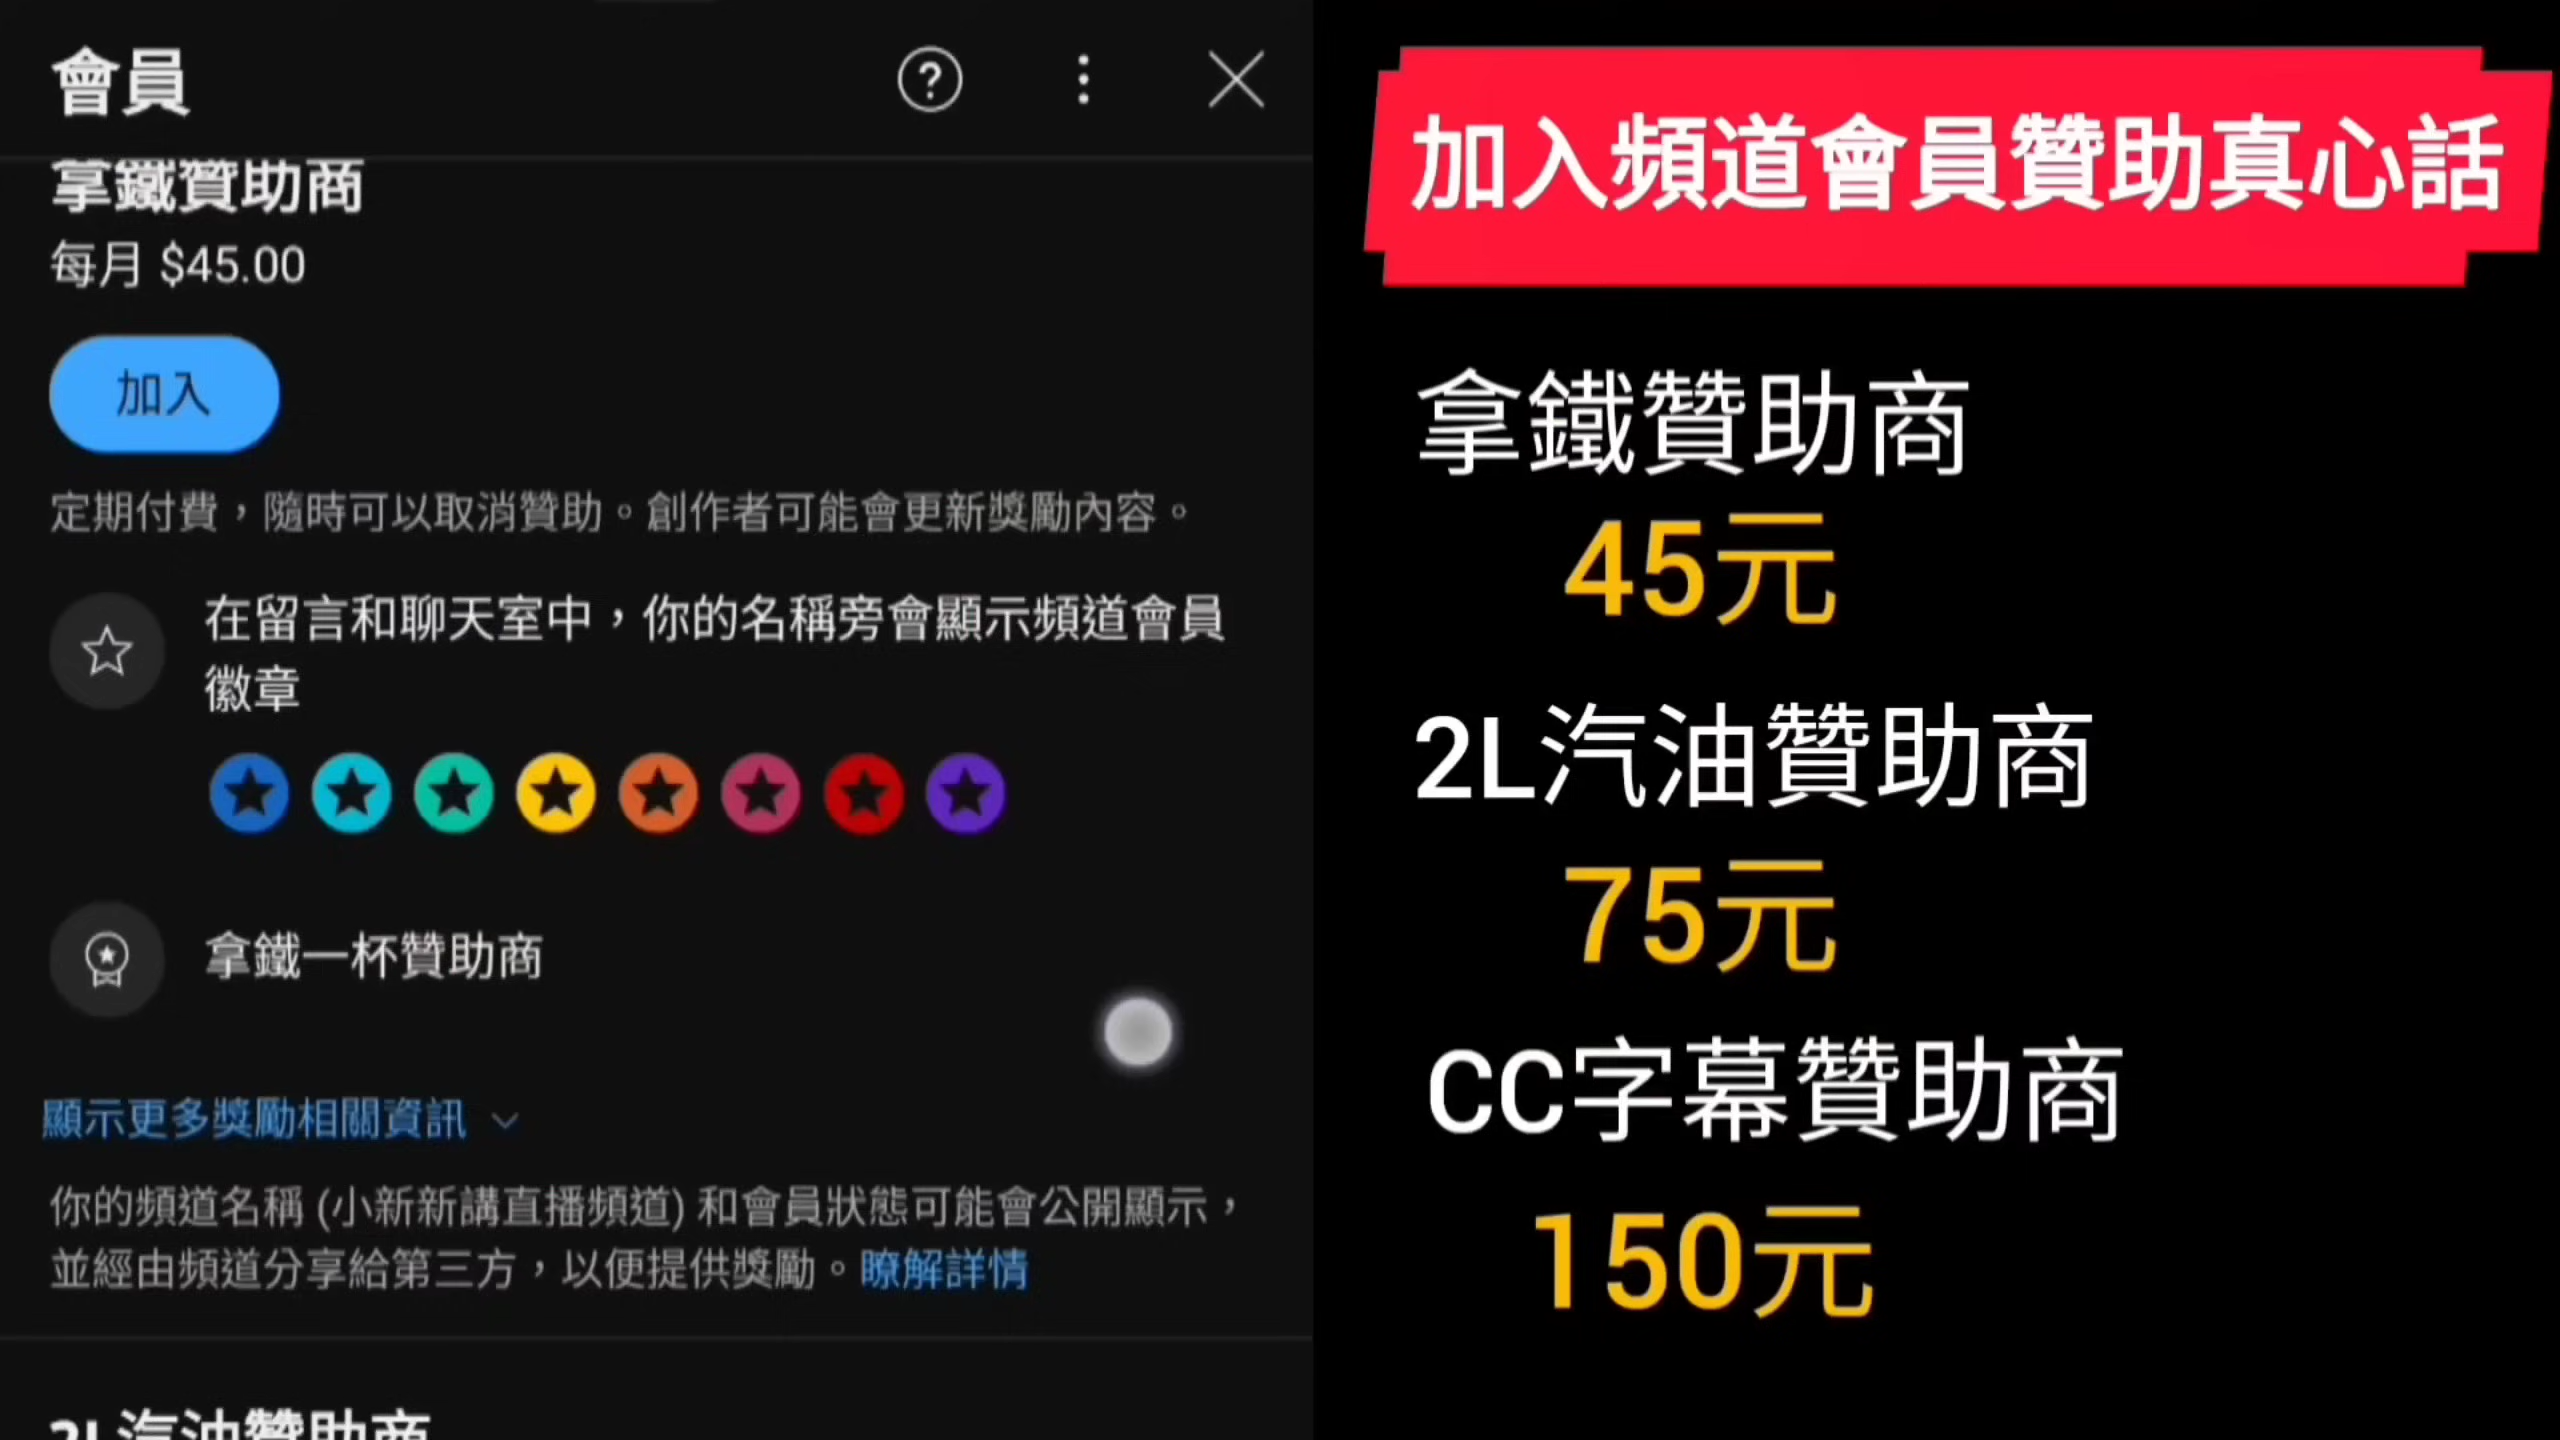 會員
拿鐵贊助商
每月 $45.00
加入
定期付費，隨時可以取消贊助。創作者可能會更新獎勵內容。
在留言和聊天室中，你的名稱旁會顯示頻道會員
徽章
拿鐵一杯贊助商
顯示更多獎勵相關資訊
你的頻道名稱 (小新新講直播頻道) 和會員狀態可能會公開顯示，
並經由頻道分享給第三方，以便提供獎勵。瞭解詳情
2L汽油贊助商
加入頻道會員贊助真心話
拿鐵贊助商
45元
2L汽油贊助商
75元
CC字幕贊助商
150元